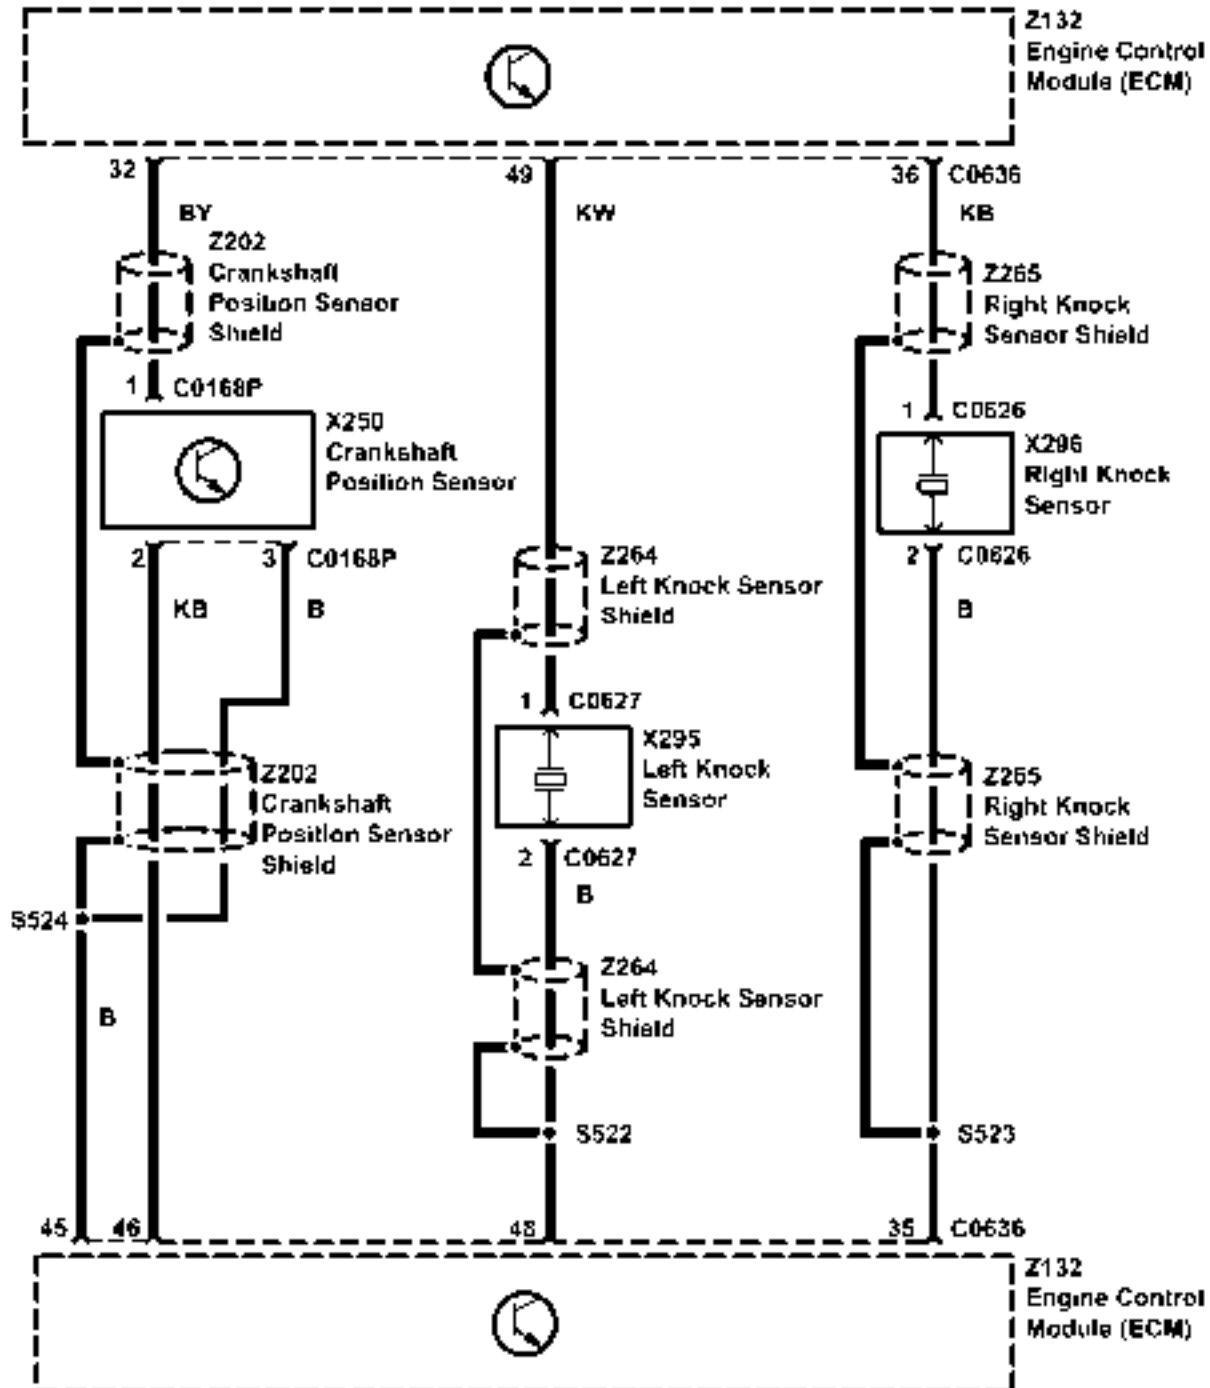 Z132
Engine Control
Module (ECM)
32
49
36
C0636
BY
KW
KB
Z202
Crankshaft
Position Sensor
Shield
Z265
Right Knock
Sensor Shield
1
C0168P
1
C0626
X250
Crankshaft
Position Sensor
X296
Right Knock
Sensor
2
3
C0168P
2
C0626
KB
B
B
Z264
Left Knock Sensor
Shield
1
C0627
X295
Left Knock
Sensor
Z202
Crankshaft
Position Sensor
Shield
Z265
Right Knock
Sensor Shield
2
C0627
B
S524
Z264
Left Knock Sensor
Shield
B
S522
S523
45
46
48
35
C0636
Z132
Engine Control
Module (ECM)